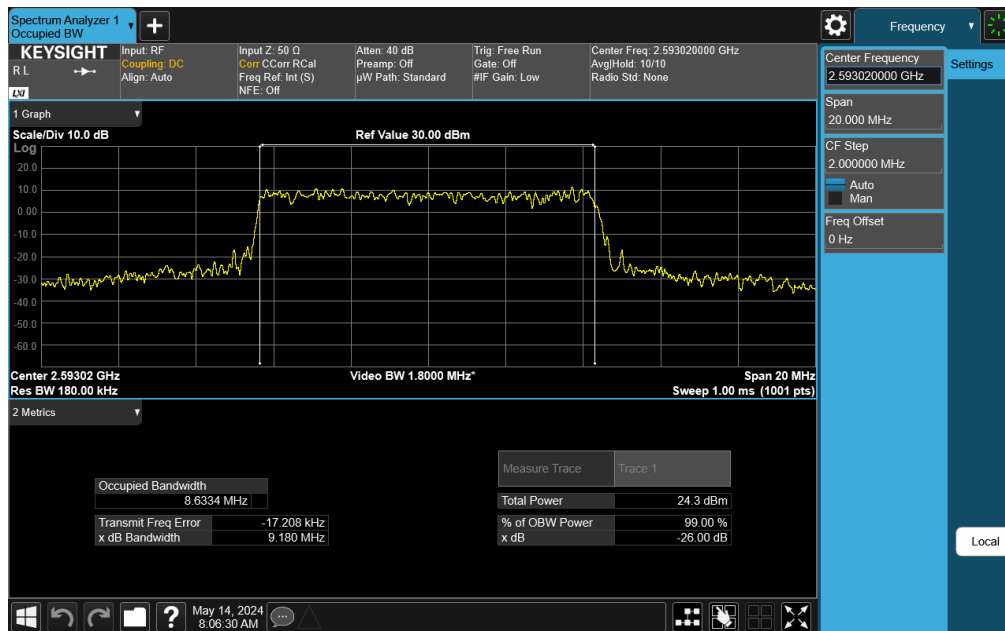 Spectrum Analyzer 1
Occupied BW
Frequency
KEYSIGHT
R L
LXI
Input: RF
Coupling: DC
Align: Auto
Input Z: 50 Ω
Corr CCorr RCal
Freq Ref: Int (S)
NFE: Off
Atten: 40 dB
Preamp: Off
µW Path: Standard
Trig: Free Run
Gate: Off
#IF Gain: Low
Center Freq: 2.593020000 GHz
Avg|Hold: 10/10
Radio Std: None
Center Frequency
2.593020000 GHz
Settings
Span
20.000 MHz
CF Step
2.000000 MHz
Auto
Man
Freq Offset
0 Hz
Local
1 Graph
Scale/Div 10.0 dB
Ref Value 30.00 dBm
Log
20.0
10.0
0.00
-10.0
-20.0
-30.0
-40.0
-50.0
-60.0
Center 2.59302 GHz
Video BW 1.8000 MHz*
Span 20 MHz
Res BW 180.00 kHz
Sweep 1.00 ms (1001 pts)
2 Metrics
Measure Trace
Trace 1
Occupied Bandwidth
8.6334 MHz
Total Power
24.3 dBm
Transmit Freq Error
-17.208 kHz
% of OBW Power
99.00 %
x dB Bandwidth
9.180 MHz
x dB
-26.00 dB
?
May 14, 2024
8:06:30 AM